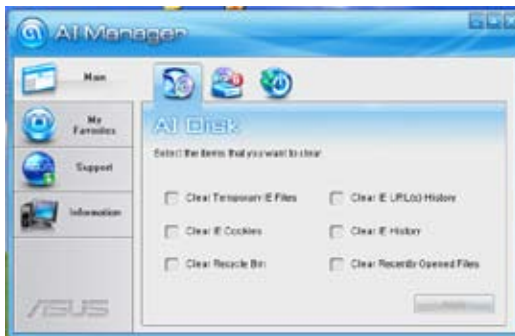 AI Manager
Main
My
Favorites
Support
Information
AI Disk
Select the items that you want to clear
Clear Temporary IE Files
Clear IE URL(s) History
Clear IE Cookies
Clear IE History
Clear Recycle Bin
Clear Recently Opened Files
ASUS